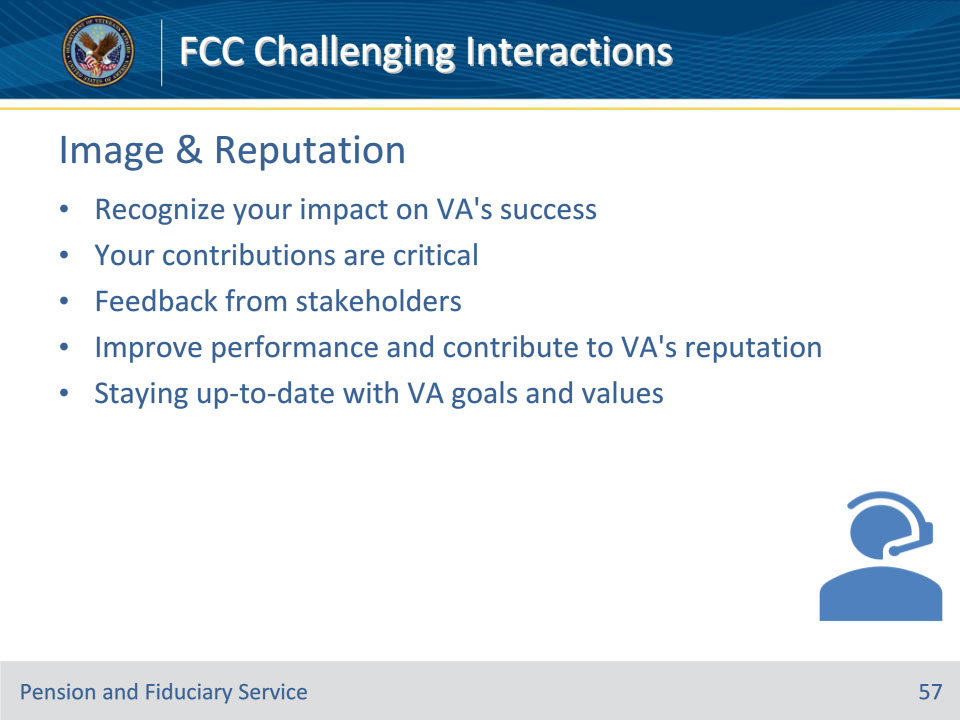 DEPARTMENT OF VETERANS AFFAIRS
UNITED STATES OF AMERICA
FCC Challenging Interactions
Image & Reputation
• Recognize your impact on VA's success
• Your contributions are critical
• Feedback from stakeholders
• Improve performance and contribute to VA's reputation
• Staying up-to-date with VA goals and values
Pension and Fiduciary Service
57